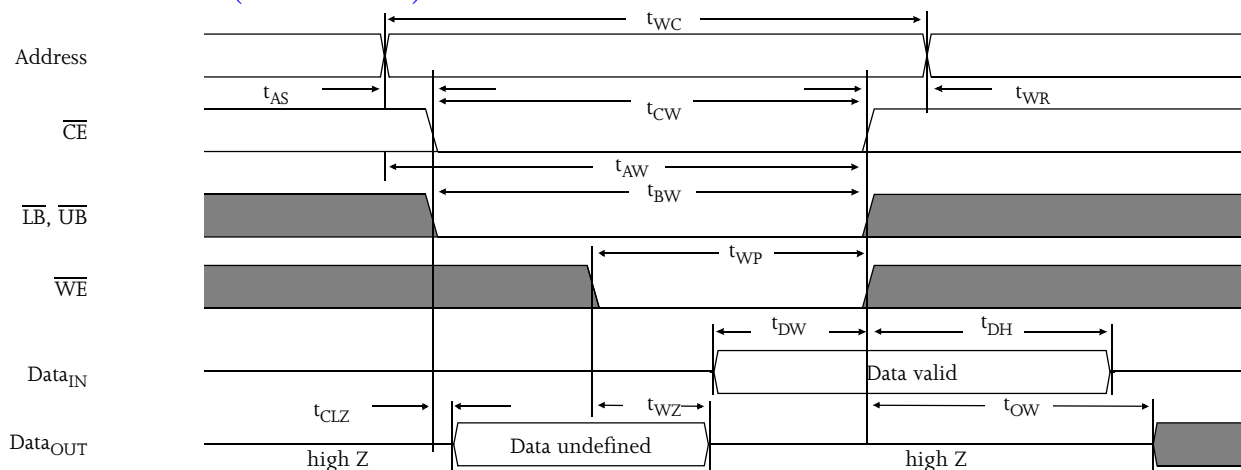 tWC
Address
tAS
tCW
tWR
CE
tAW
tBW
LB, UB
tWP
WE
tDW
tDH
DataIN
Data valid
tCLZ
tWZ
tOW
DataOUT
Data undefined
high Z
high Z